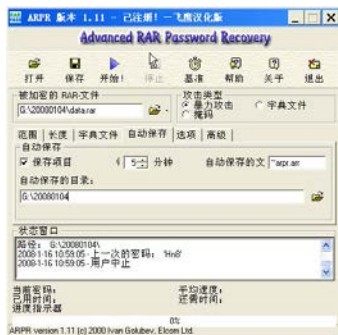 ARPR 版本 1.11 - 已注册! --飞鹰汉化版
Advanced RAR Password Recovery
打开 保存 开始! 停止 基准 帮助 关于 退出
被加密的 RAR-文件
G:\20080104\data.rar
攻击类型
暴力攻击 字典文件
掩码
范围 长度 字典文件 自动保存 选项 高级
自动保存
保存项目 5 分钟 自动保存的文 ~arpr.arr
自动保存的目录:
G:\20080104
状态窗口
路径: G:\20080104\
2008-1-16 10:59:05 - 上一次的密码: 'Hn8'
2008-1-16 10:59:05 - 用户中止
当前密码: 平均速度:
已用时间: 还需时间:
进度指示器
0%
ARPR version 1.11 (c) 2000 Ivan Golubev, Elcom Ltd.